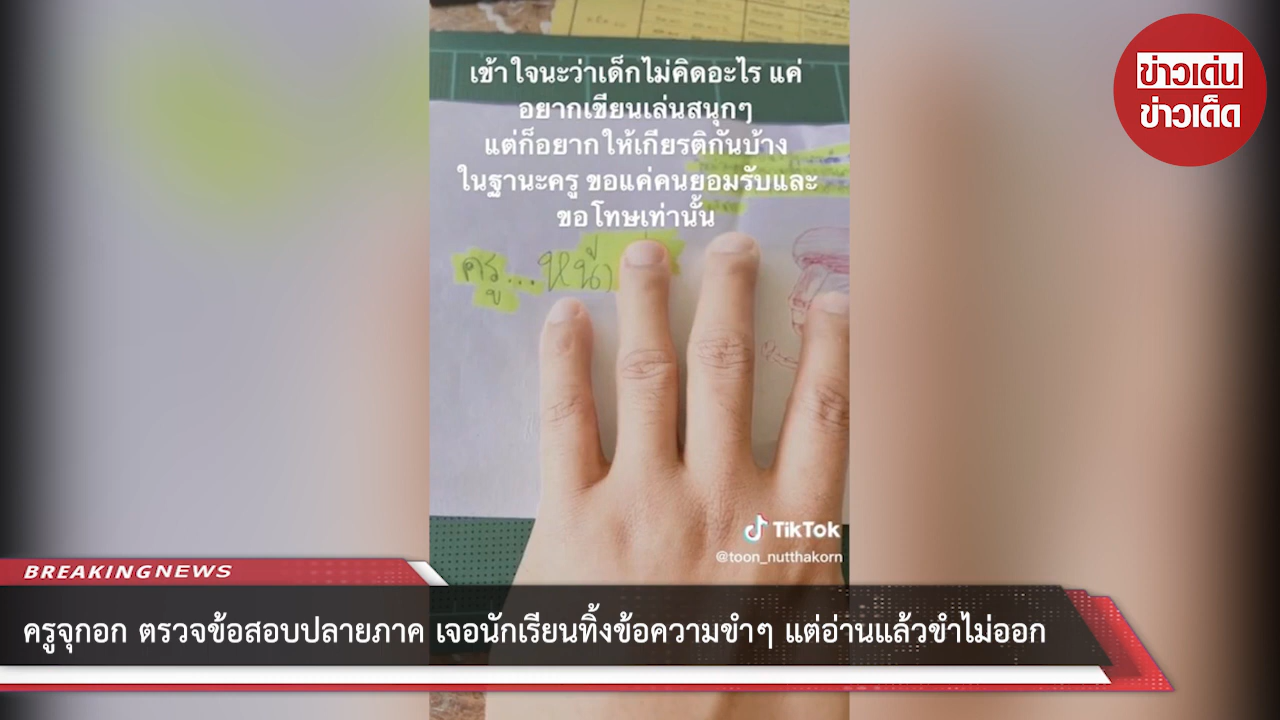 ข่าวเด่น
ข่าวเด็ด
เข้าใจนะว่าเด็กไม่คิดอะไร แค่
อยากเขียนเล่นสนุกๆ
แต่ก็อยากให้เกียรติกันบ้าง
ในฐานะครู ขอแค่คนยอมรับและ
ขอโทษเท่านั้น
ครู...หน้า
TikTok
@toon_nutthakorn
BREAKINGNEWS
ครูจุกอก ตรวจข้อสอบปลายภาค เจอนักเรียนทิ้งข้อความขำๆ แต่อ่านแล้วขำไม่ออก